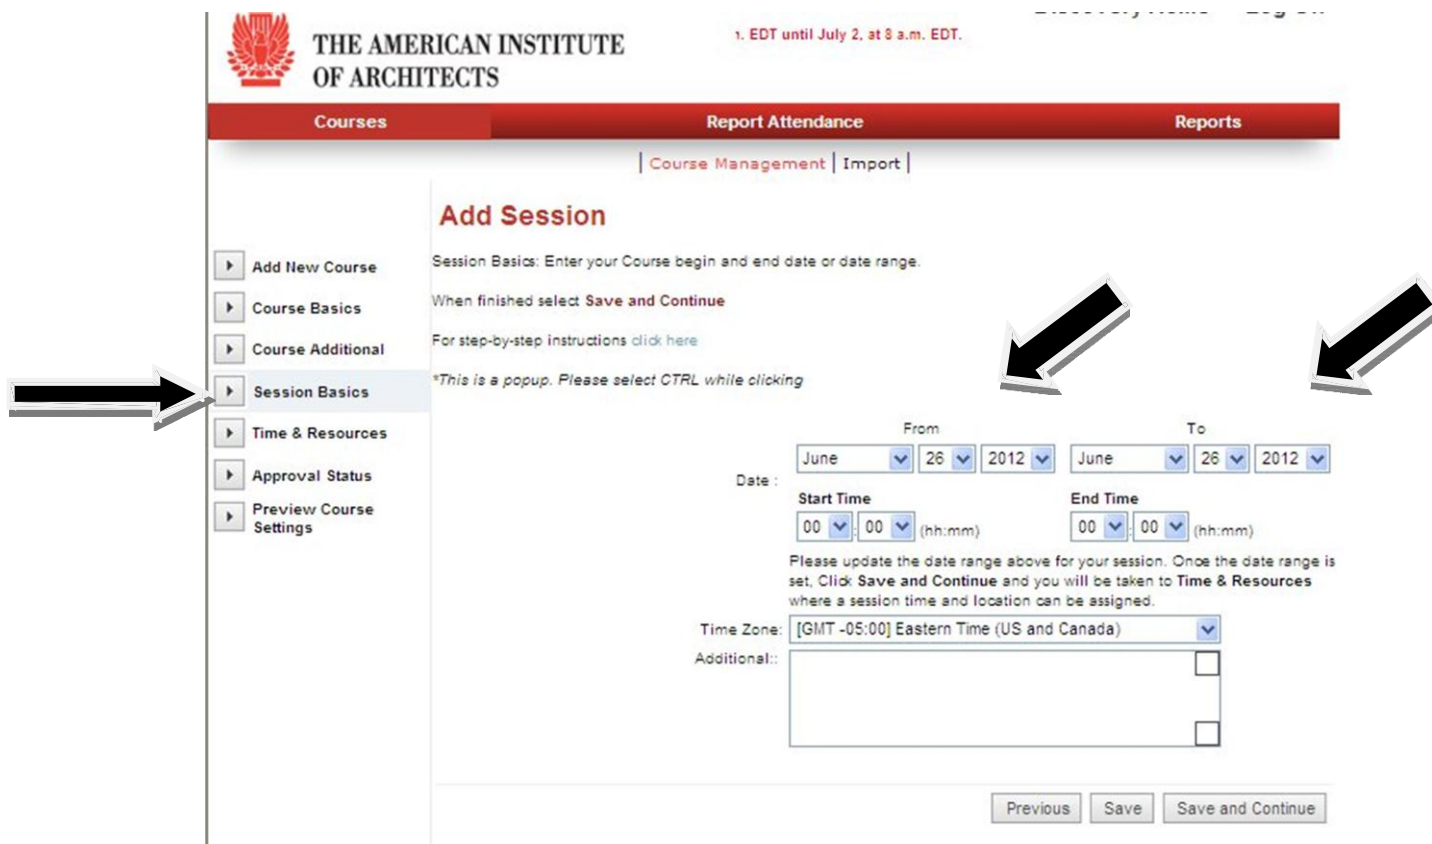 THE AMERICAN INSTITUTE
OF ARCHITECTS
EDT until July 2, at 8 a.m. EDT.
Courses
Report Attendance
Reports
| Course Management | Import |
Add Session
Add New Course
Course Basics
Course Additional
Session Basics
Time & Resources
Approval Status
Preview Course
Settings
Session Basics: Enter your Course begin and end date or date range.
When finished select Save and Continue
For step-by-step instructions click here
*This is a popup. Please select CTRL while clicking
From
To
Date :
June 26 2012 June 26 2012
Start Time
End Time
00 : 00 (hh:mm) 00 : 00 (hh:mm)
Please update the date range above for your session. Once the date range is
set, Click Save and Continue and you will be taken to Time & Resources
where a session time and location can be assigned.
Time Zone: [GMT -05:00] Eastern Time (US and Canada)
Additional::
Previous Save Save and Continue